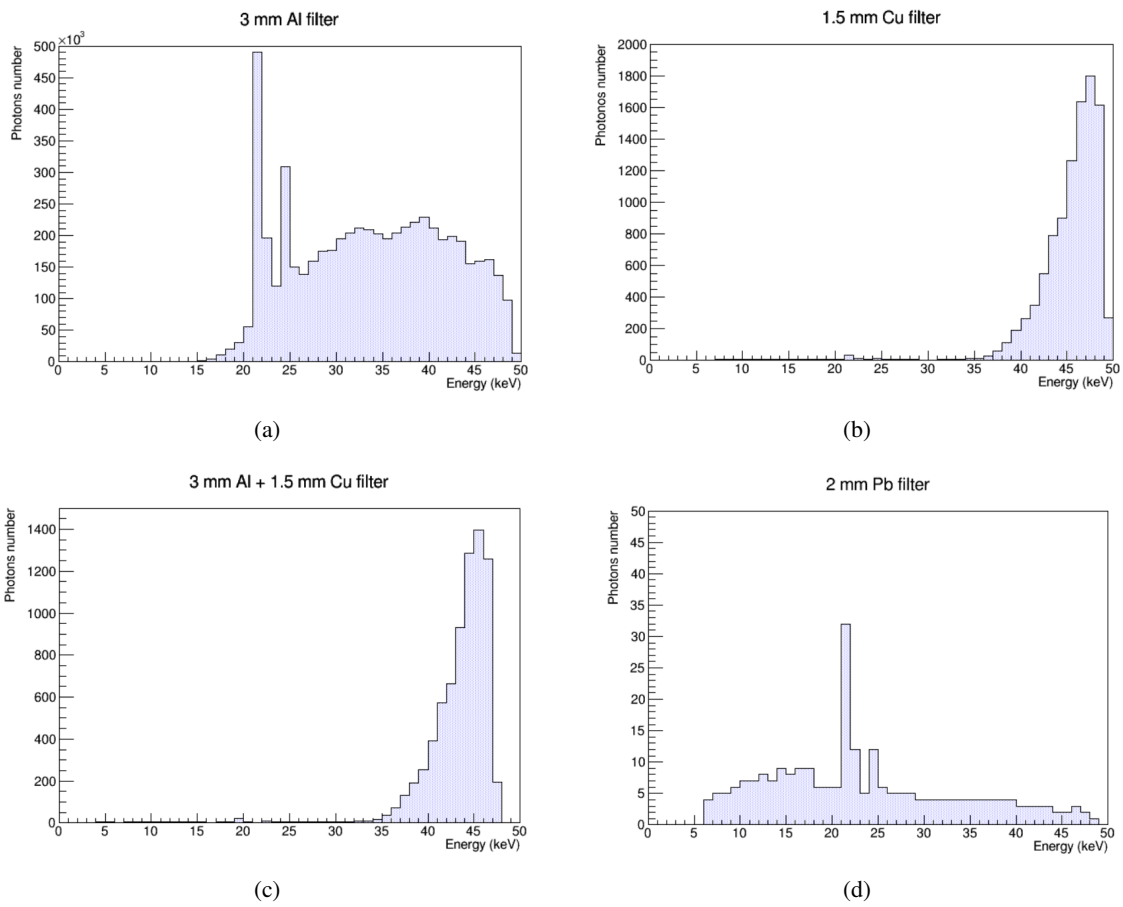 3 mm Al filter
×10³
Photons number
500
450
400
350
300
250
200
150
100
50
0
0 5 10 15 20 25 30 35 40 45 50
Energy (keV)
(a)
1.5 mm Cu filter
Photonos number
2000
1800
1600
1400
1200
1000
800
600
400
200
0
0 5 10 15 20 25 30 35 40 45 50
Energy (keV)
(b)
3 mm Al + 1.5 mm Cu filter
Photons number
1400
1200
1000
800
600
400
200
0
0 5 10 15 20 25 30 35 40 45 50
Energy (keV)
(c)
2 mm Pb filter
Photons number
50
45
40
35
30
25
20
15
10
5
0
0 5 10 15 20 25 30 35 40 45 50
Energy (keV)
(d)